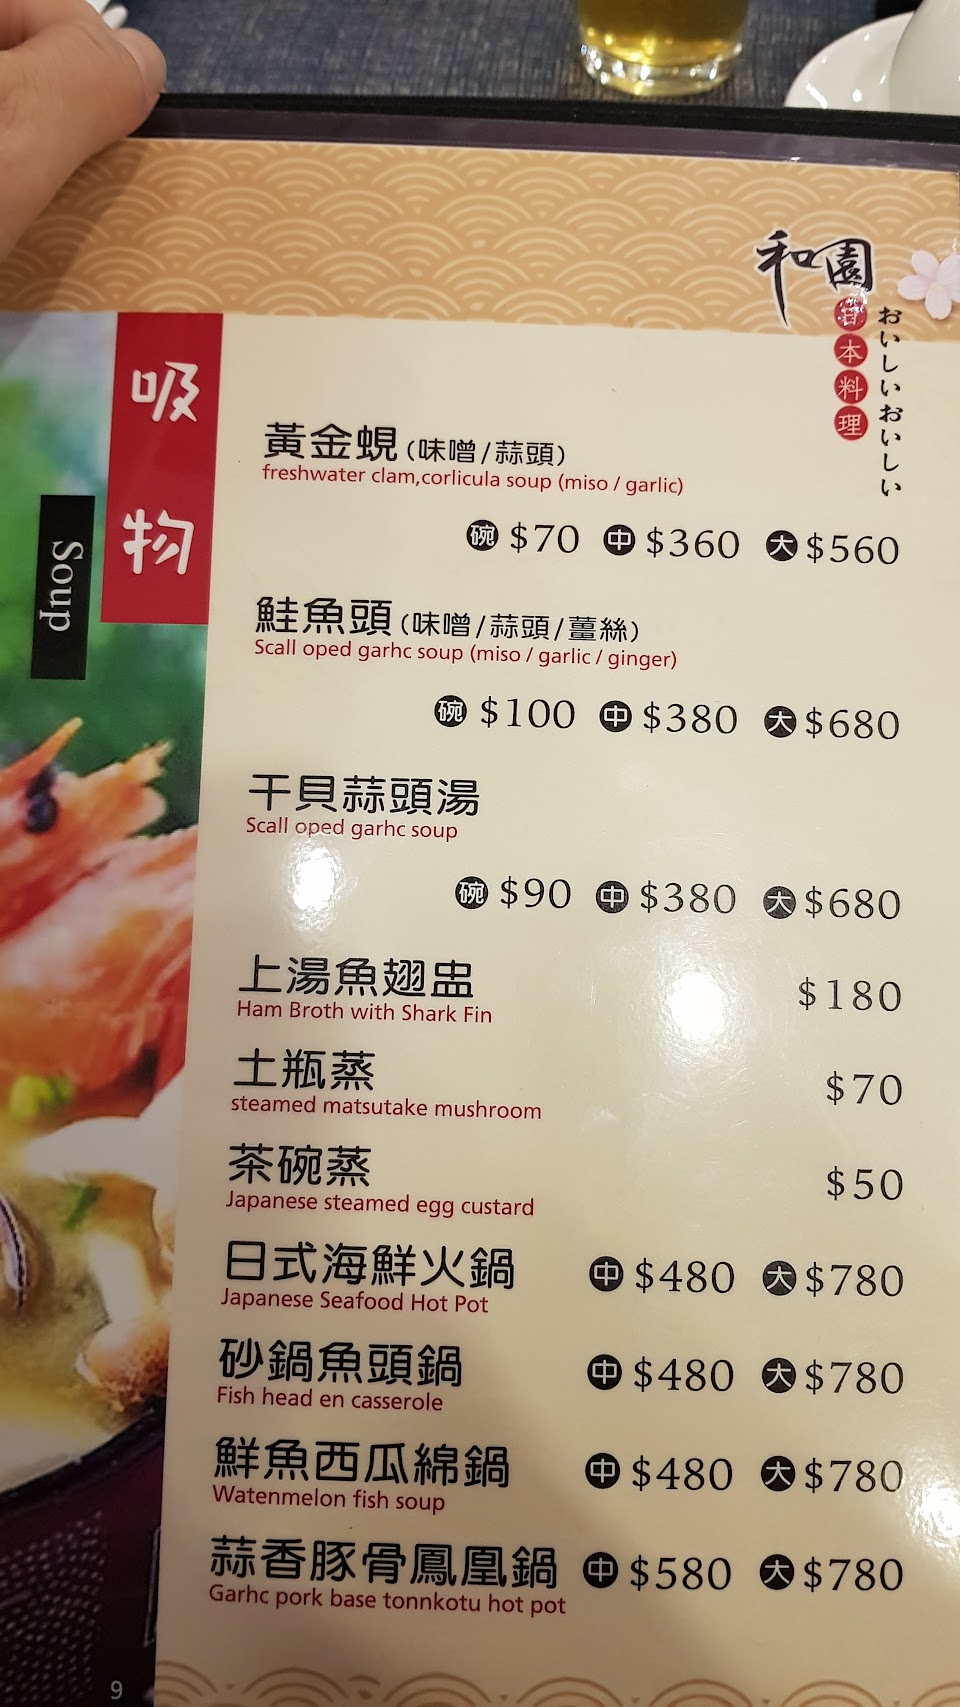 和園
日本料理
おいしいおいしい
吸物
Soup
黃金蜆(味噌/蒜頭)
freshwater clam,corlicula soup (miso / garlic)
碗 $70 中 $360 大 $560
鮭魚頭(味噌/蒜頭/薑絲)
Scall oped garhc soup (miso / garlic / ginger)
碗 $100 中 $380 大 $680
干貝蒜頭湯
Scall oped garhc soup
碗 $90 中 $380 大 $680
上湯魚翅盅 $180
Ham Broth with Shark Fin
土瓶蒸 $70
steamed matsutake mushroom
茶碗蒸 $50
Japanese steamed egg custard
日式海鮮火鍋 中 $480 大 $780
Japanese Seafood Hot Pot
砂鍋魚頭鍋 中 $480 大 $780
Fish head en casserole
鮮魚西瓜綿鍋 中 $480 大 $780
Watenmelon fish soup
蒜香豚骨鳳凰鍋 中 $580 大 $780
Garhc pork base tonnkotu hot pot
9